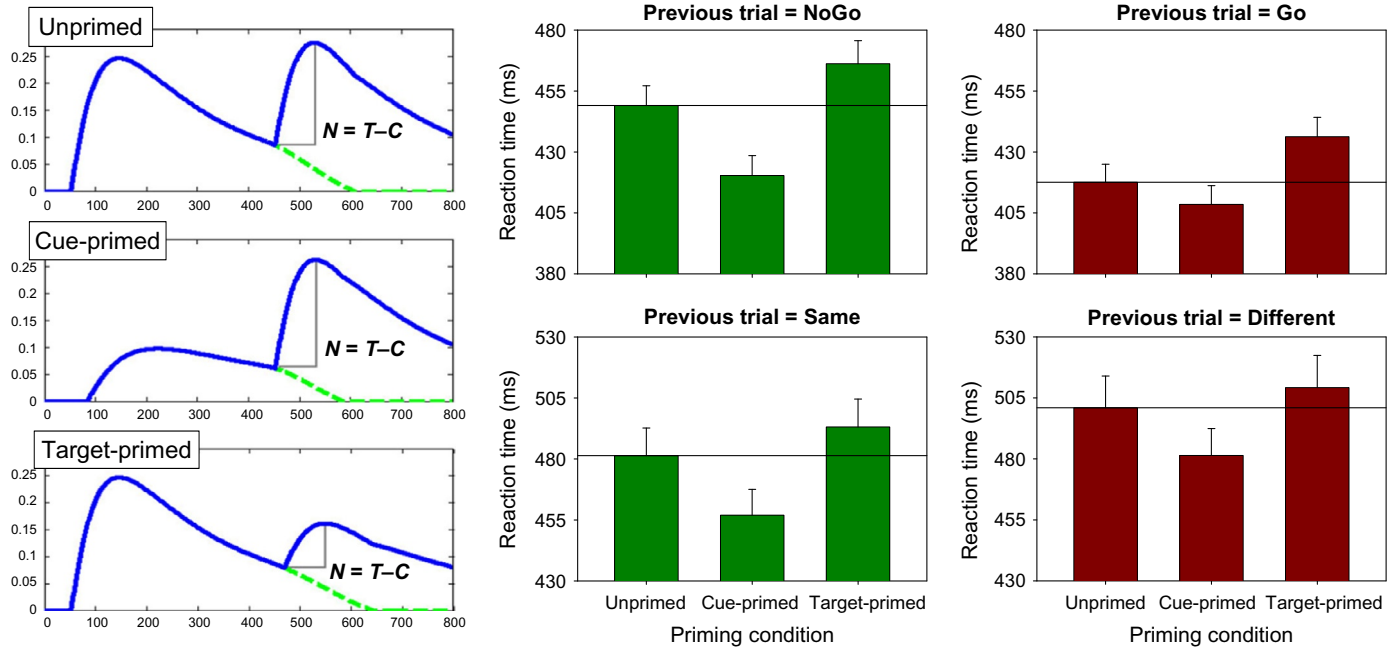 Unprimed
0.25
0.2
0.15
0.1
0.05
0
N = T–C
0 100 200 300 400 500 600 700 800
Cue-primed
0.25
0.2
0.15
0.1
0.05
0
N = T–C
0 100 200 300 400 500 600 700 800
Target-primed
0.25
0.2
0.15
0.1
0.05
0
N = T–C
0 100 200 300 400 500 600 700 800
Previous trial = NoGo
Reaction time (ms)
480
455
430
405
380
Previous trial = Go
Reaction time (ms)
480
455
430
405
380
Previous trial = Same
Reaction time (ms)
530
505
480
455
430
Unprimed Cue-primed Target-primed
Priming condition
Previous trial = Different
Reaction time (ms)
530
505
480
455
430
Unprimed Cue-primed Target-primed
Priming condition